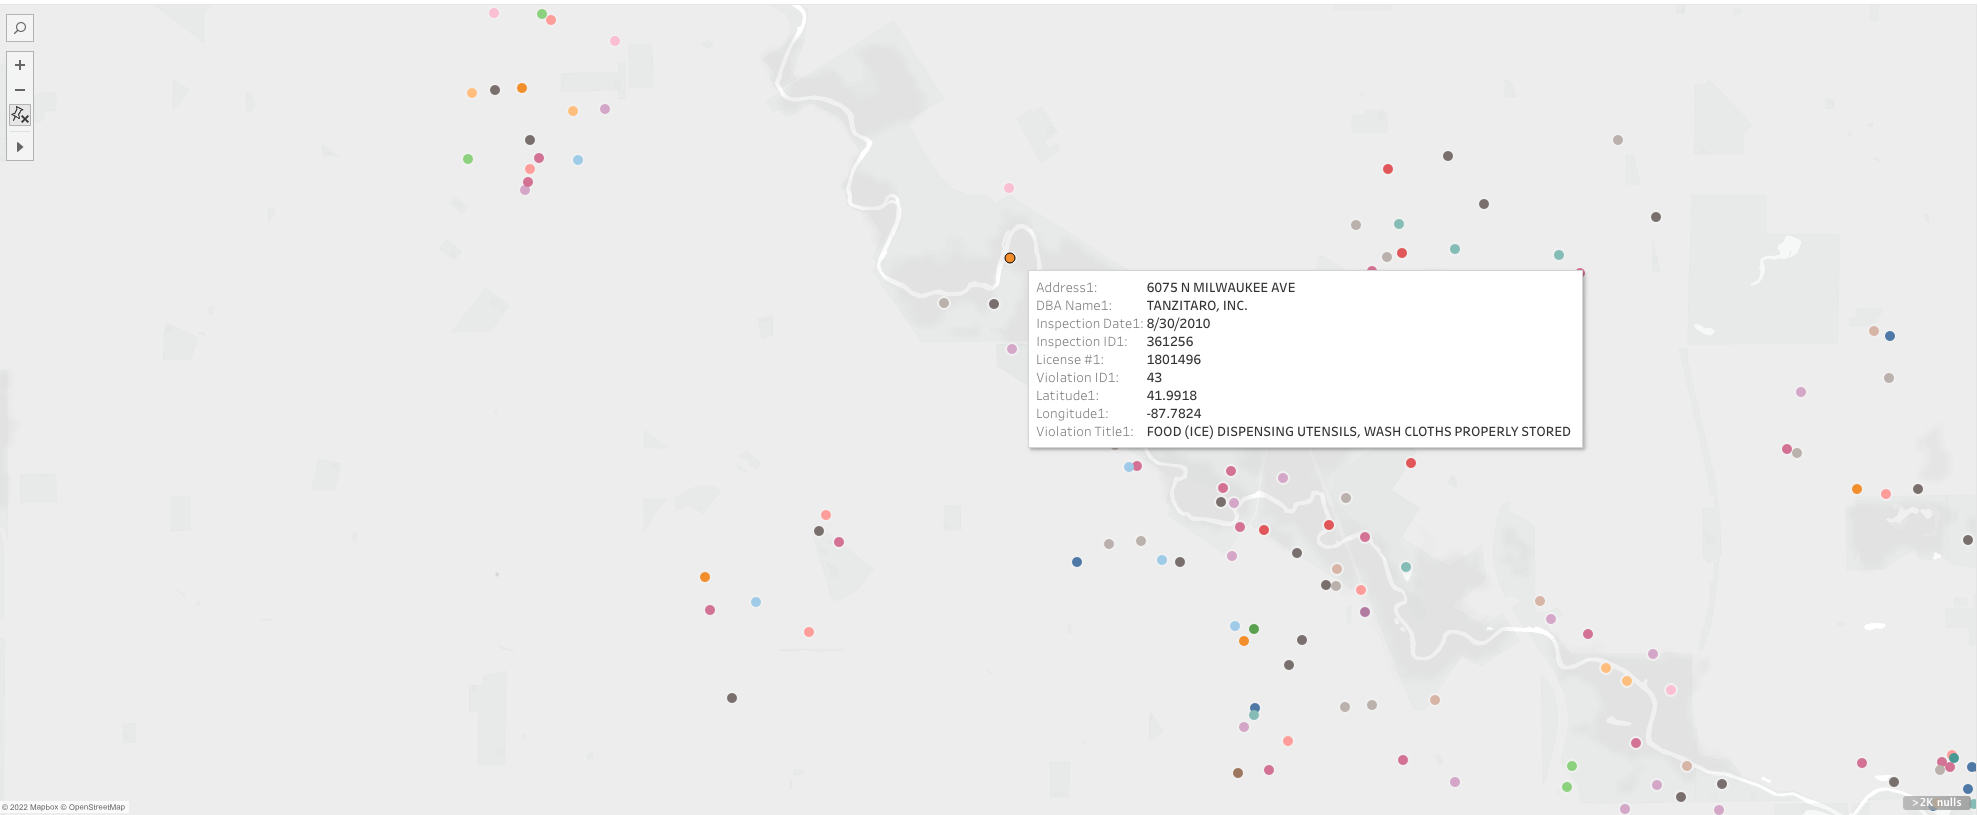 Address1: 6075 N MILWAUKEE AVE
DBA Name1: TANZITARO, INC.
Inspection Date1: 8/30/2010
Inspection ID1: 361256
License #1: 1801496
Violation ID1: 43
Latitude1: 41.9918
Longitude1: -87.7824
Violation Title1: FOOD (ICE) DISPENSING UTENSILS, WASH CLOTHS PROPERLY STORED
© 2022 Mapbox © OpenStreetMap
>2K nulls